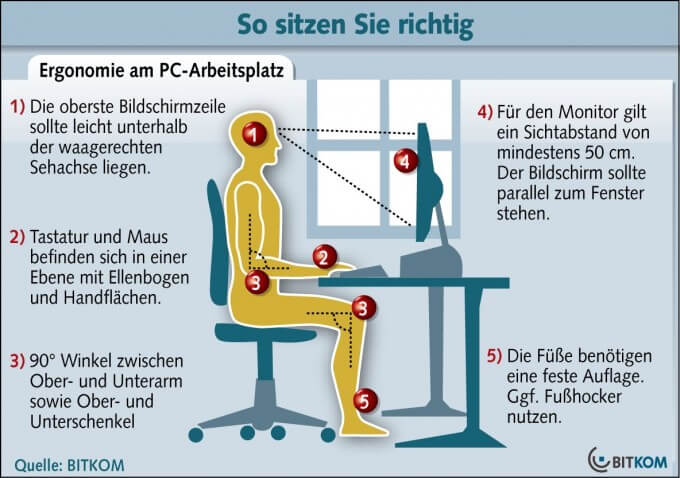 So sitzen Sie richtig
Ergonomie am PC-Arbeitsplatz
1) Die oberste Bildschirmzeile
sollte leicht unterhalb
der waagerechten
Sehachse liegen.
2) Tastatur und Maus
befinden sich in einer
Ebene mit Ellenbogen
und Handflächen.
3) 90° Winkel zwischen
Ober- und Unterarm
sowie Ober- und
Unterschenkel
1
4
2
3
3
5
4) Für den Monitor gilt
ein Sichtabstand von
mindestens 50 cm.
Der Bildschirm sollte
parallel zum Fenster
stehen.
5) Die Füße benötigen
eine feste Auflage.
Ggf. Fußhocker
nutzen.
Quelle: BITKOM
BITKOM